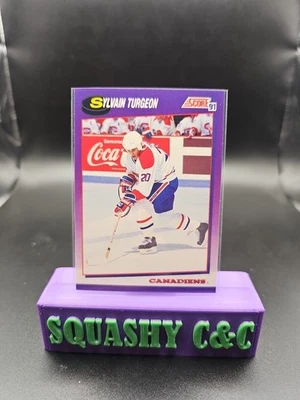 SYLVAIN TURGEON
SCORE 91
Coca-Cola
20
CANADIENS
SQUASHY C&C